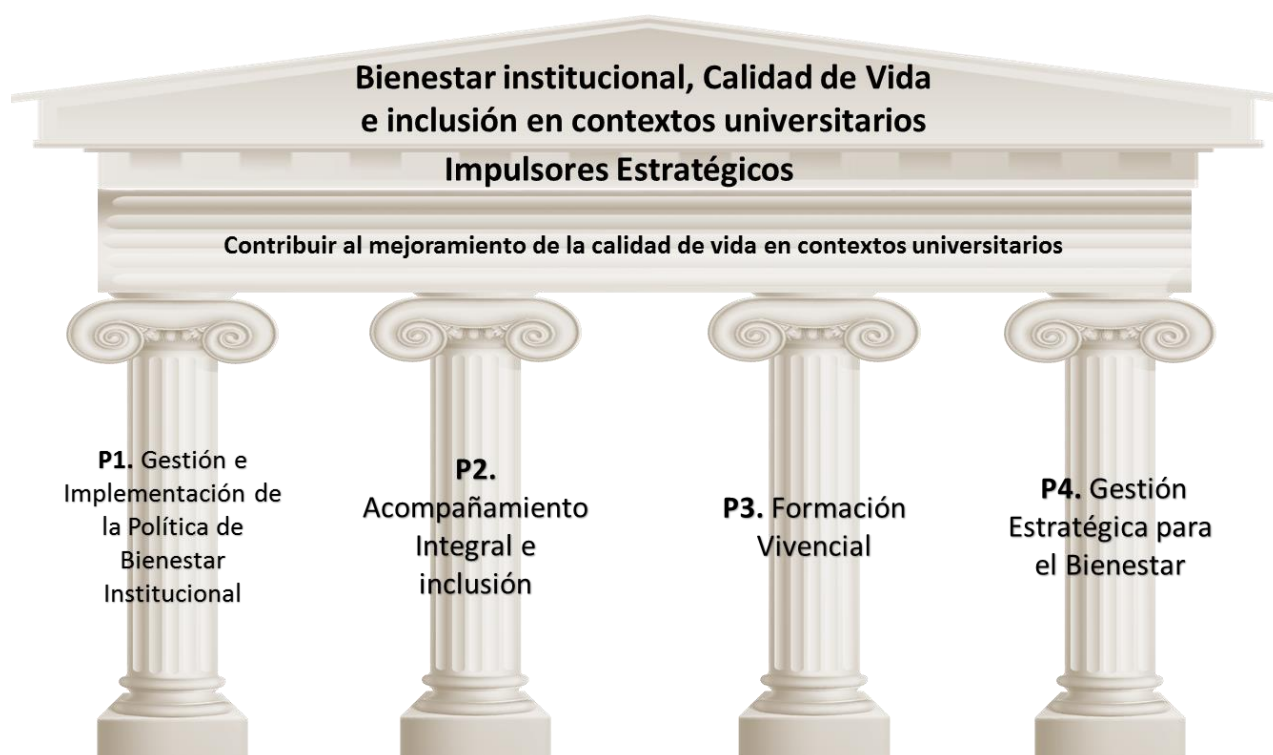 Bienestar institucional, Calidad de Vida
e inclusión en contextos universitarios
Impulsores Estratégicos
Contribuir al mejoramiento de la calidad de vida en contextos universitarios
P1. Gestión e
Implementación de
la Política de
Bienestar
Institucional
P2.
Acompañamiento
Integral e
inclusión
P3. Formación
Vivencial
P4. Gestión
Estratégica para
el Bienestar